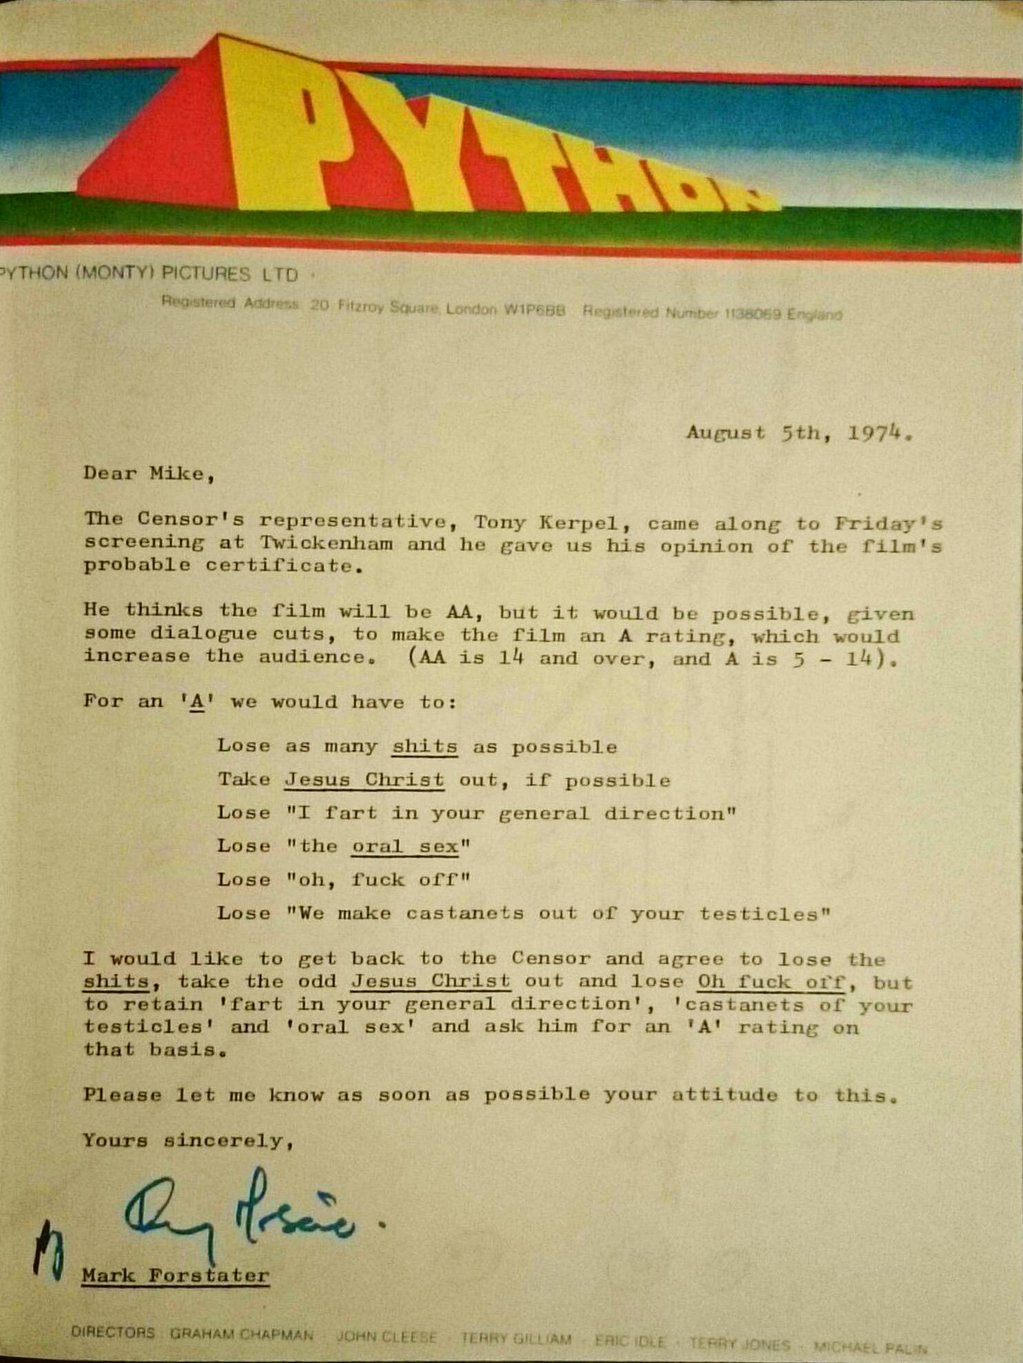 PYTHON
PYTHON (MONTY) PICTURES LTD
Registered Address 20 Fitzroy Square, London W1P6BB Registered Number 1138069 England
August 5th, 1974.
Dear Mike,
The Censor's representative, Tony Kerpel, came along to Friday's
screening at Twickenham and he gave us his opinion of the film's
probable certificate.
He thinks the film will be AA, but it would be possible, given
some dialogue cuts, to make the film an A rating, which would
increase the audience. (AA is 14 and over, and A is 5 - 14).
For an 'A' we would have to:
Lose as many shits as possible
Take Jesus Christ out, if possible
Lose "I fart in your general direction"
Lose "the oral sex"
Lose "oh, fuck off"
Lose "We make castanets out of your testicles"
I would like to get back to the Censor and agree to lose the
shits, take the odd Jesus Christ out and lose Oh fuck off, but
to retain 'fart in your general direction', 'castanets of your
testicles' and 'oral sex' and ask him for an 'A' rating on
that basis.
Please let me know as soon as possible your attitude to this.
Yours sincerely,
Mark Forstater
DIRECTORS GRAHAM CHAPMAN · JOHN CLEESE · TERRY GILLIAM · ERIC IDLE · TERRY JONES · MICHAEL PALIN